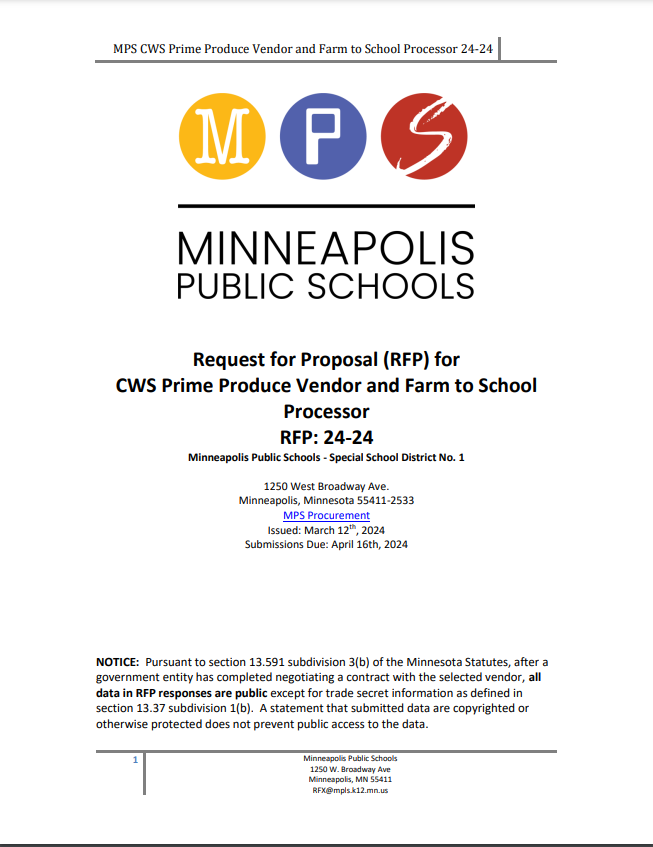 MPS CWS Prime Produce Vendor and Farm to School Processor 24-24
M P S
MINNEAPOLIS
PUBLIC SCHOOLS
Request for Proposal (RFP) for
CWS Prime Produce Vendor and Farm to School
Processor
RFP: 24-24
Minneapolis Public Schools - Special School District No. 1
1250 West Broadway Ave.
Minneapolis, Minnesota 55411-2533
MPS Procurement
Issued: March 12th, 2024
Submissions Due: April 16th, 2024
NOTICE: Pursuant to section 13.591 subdivision 3(b) of the Minnesota Statutes, after a
government entity has completed negotiating a contract with the selected vendor, all
data in RFP responses are public except for trade secret information as defined in
section 13.37 subdivision 1(b). A statement that submitted data are copyrighted or
otherwise protected does not prevent public access to the data.
1
Minneapolis Public Schools
1250 W. Broadway Ave
Minneapolis, MN 55411
RFX@mpls.k12.mn.us